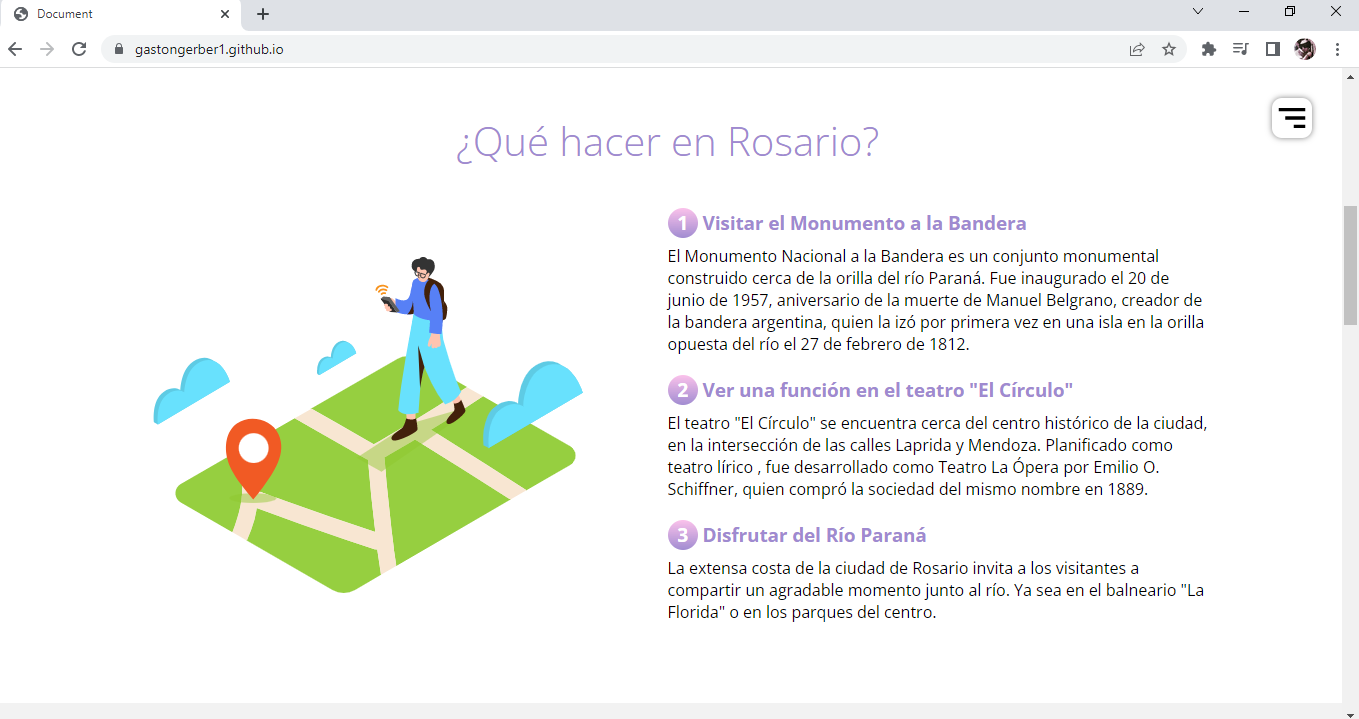 Document
gastongerber1.github.io
¿Qué hacer en Rosario?
1 Visitar el Monumento a la Bandera
El Monumento Nacional a la Bandera es un conjunto monumental
construido cerca de la orilla del río Paraná. Fue inaugurado el 20 de
junio de 1957, aniversario de la muerte de Manuel Belgrano, creador de
la bandera argentina, quien la izó por primera vez en una isla en la orilla
opuesta del río el 27 de febrero de 1812.
2 Ver una función en el teatro "El Círculo"
El teatro "El Círculo" se encuentra cerca del centro histórico de la ciudad,
en la intersección de las calles Laprida y Mendoza. Planificado como
teatro lírico , fue desarrollado como Teatro La Ópera por Emilio O.
Schiffner, quien compró la sociedad del mismo nombre en 1889.
3 Disfrutar del Río Paraná
La extensa costa de la ciudad de Rosario invita a los visitantes a
compartir un agradable momento junto al río. Ya sea en el balneario "La
Florida" o en los parques del centro.